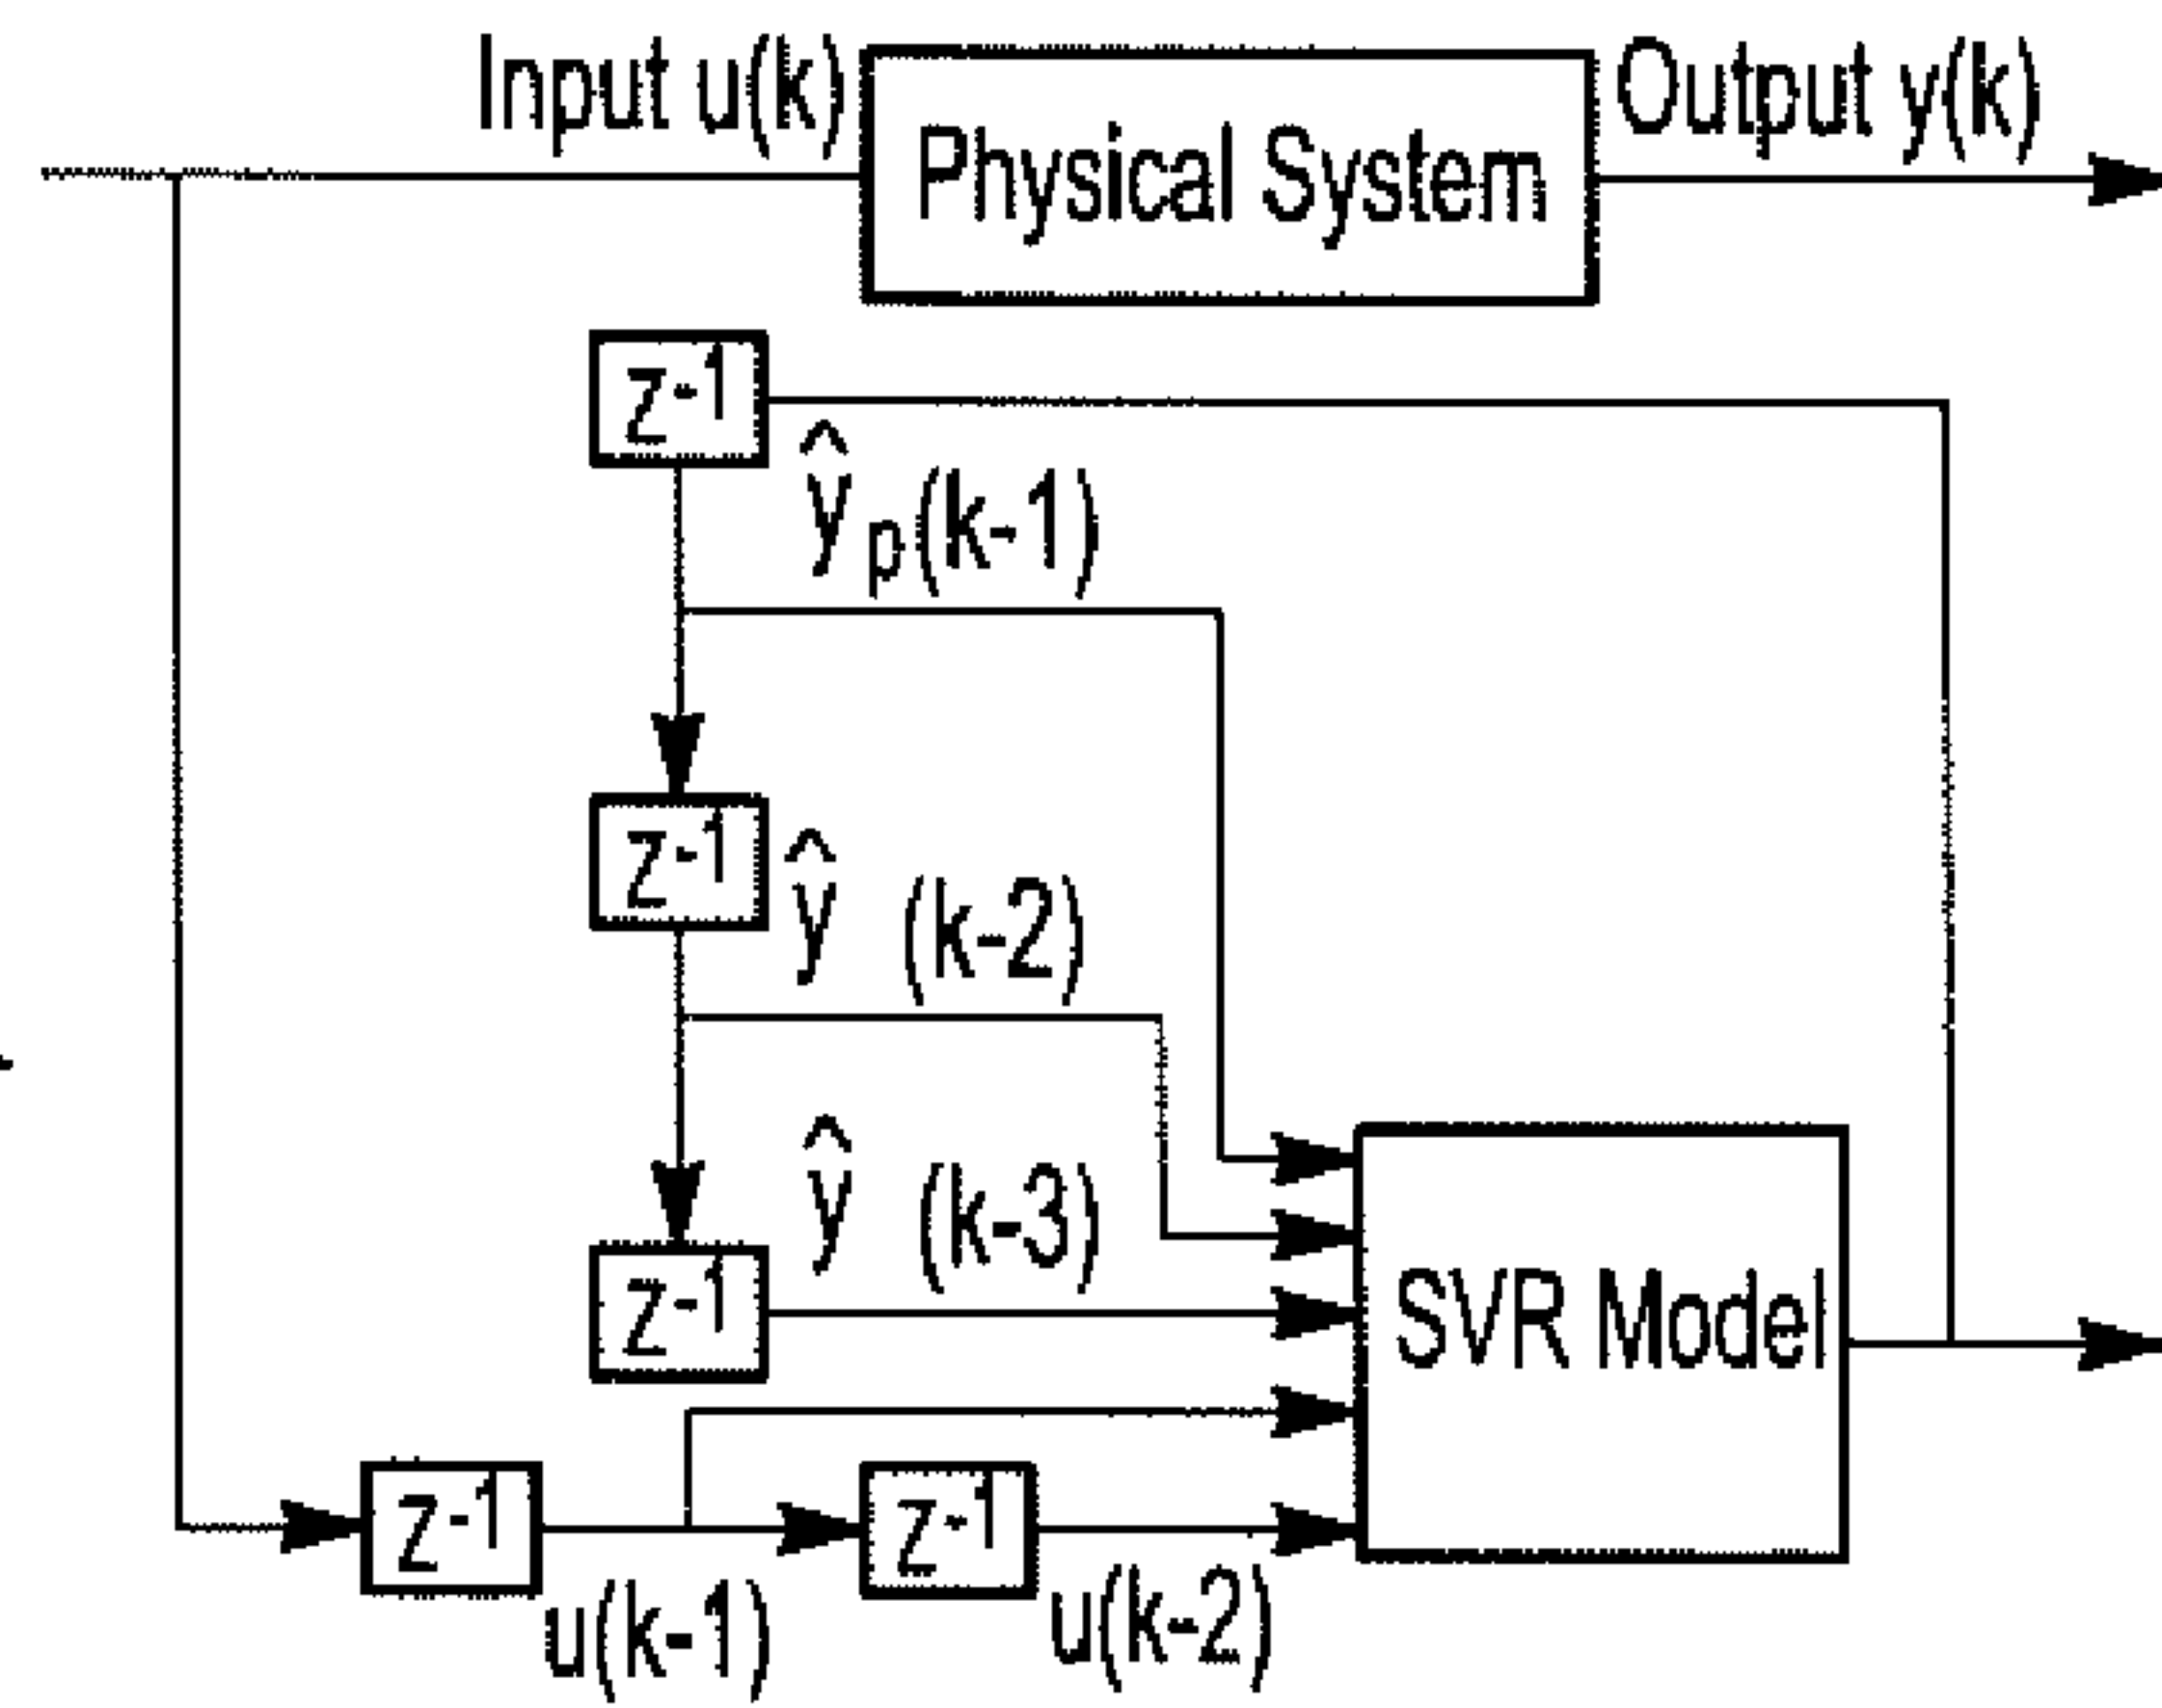 Input u(k)
Physical System
Output y(k)
z-1
ŷp(k-1)
z-1
ŷ (k-2)
ŷ (k-3)
z-1
SVR Model
z-1
z-1
u(k-1)
u(k-2)